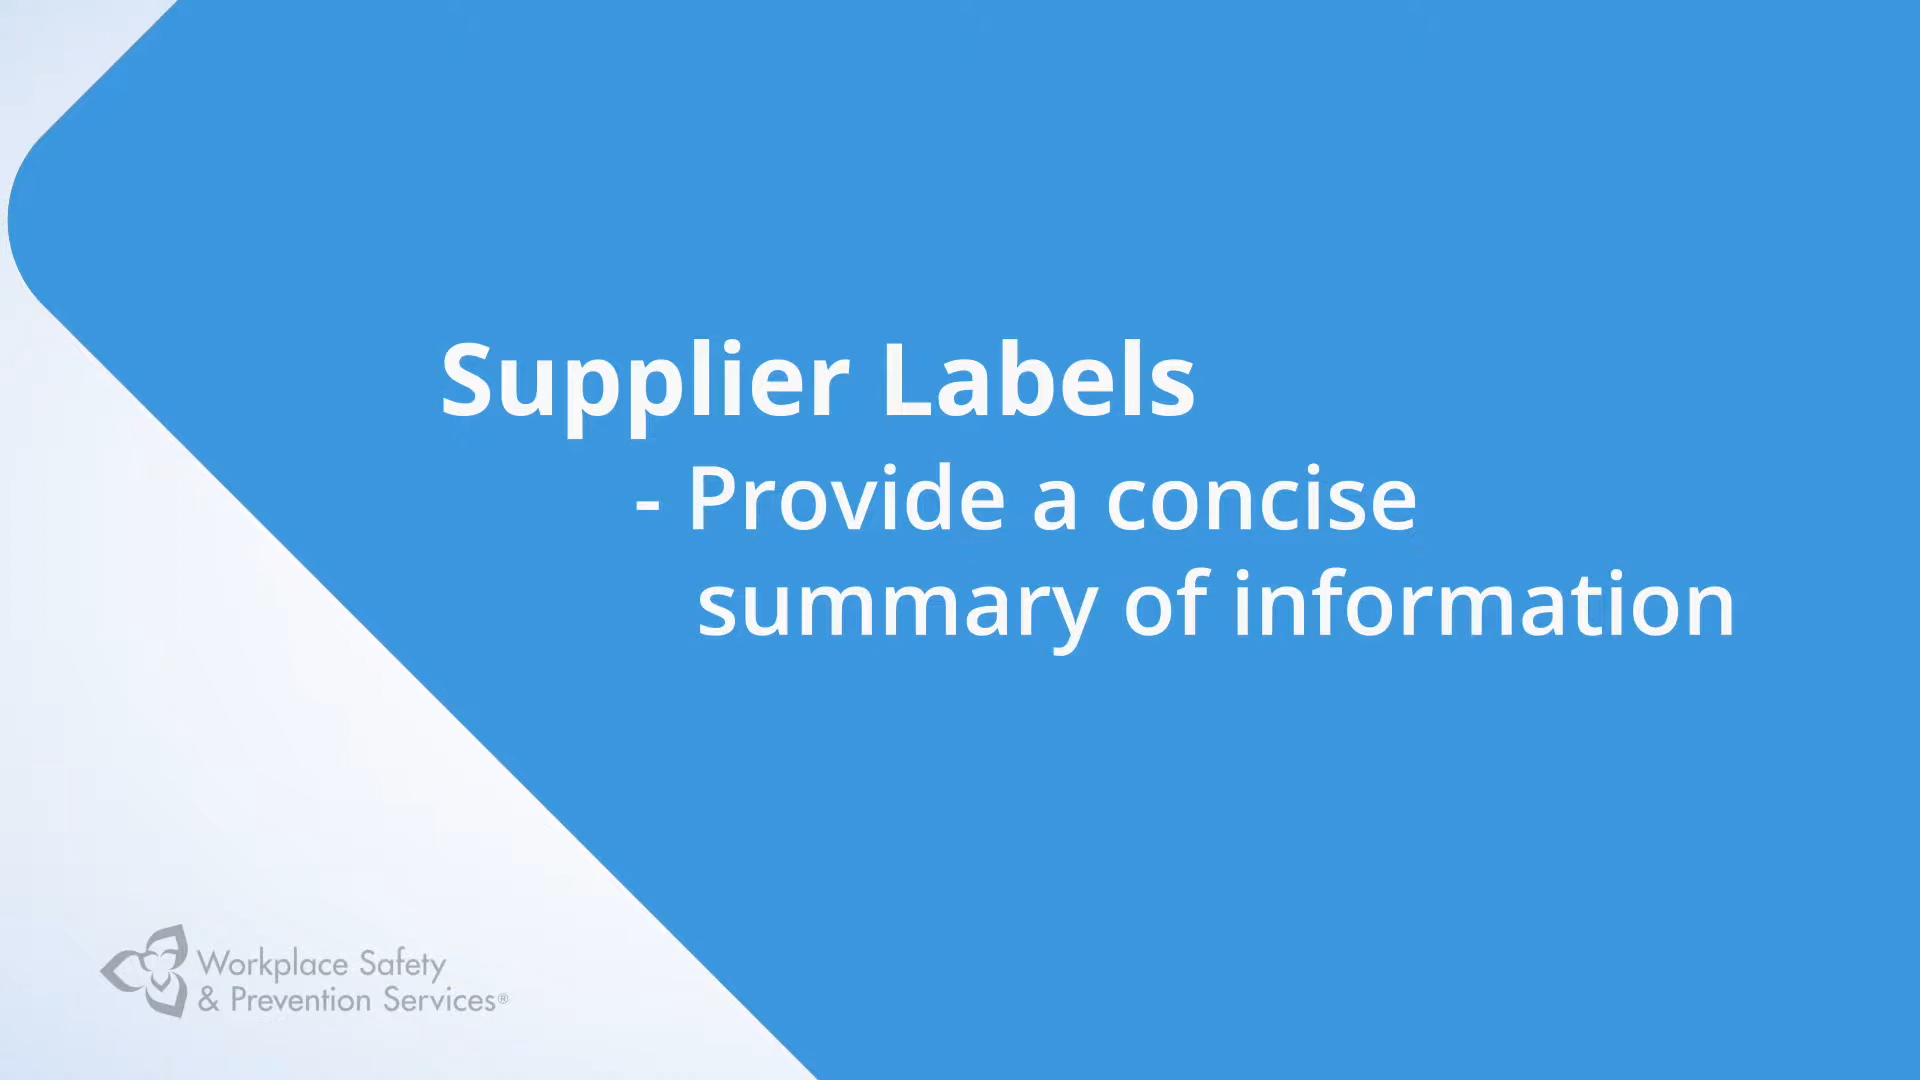 Supplier Labels
- Provide a concise
summary of information
Workplace Safety
& Prevention Services®